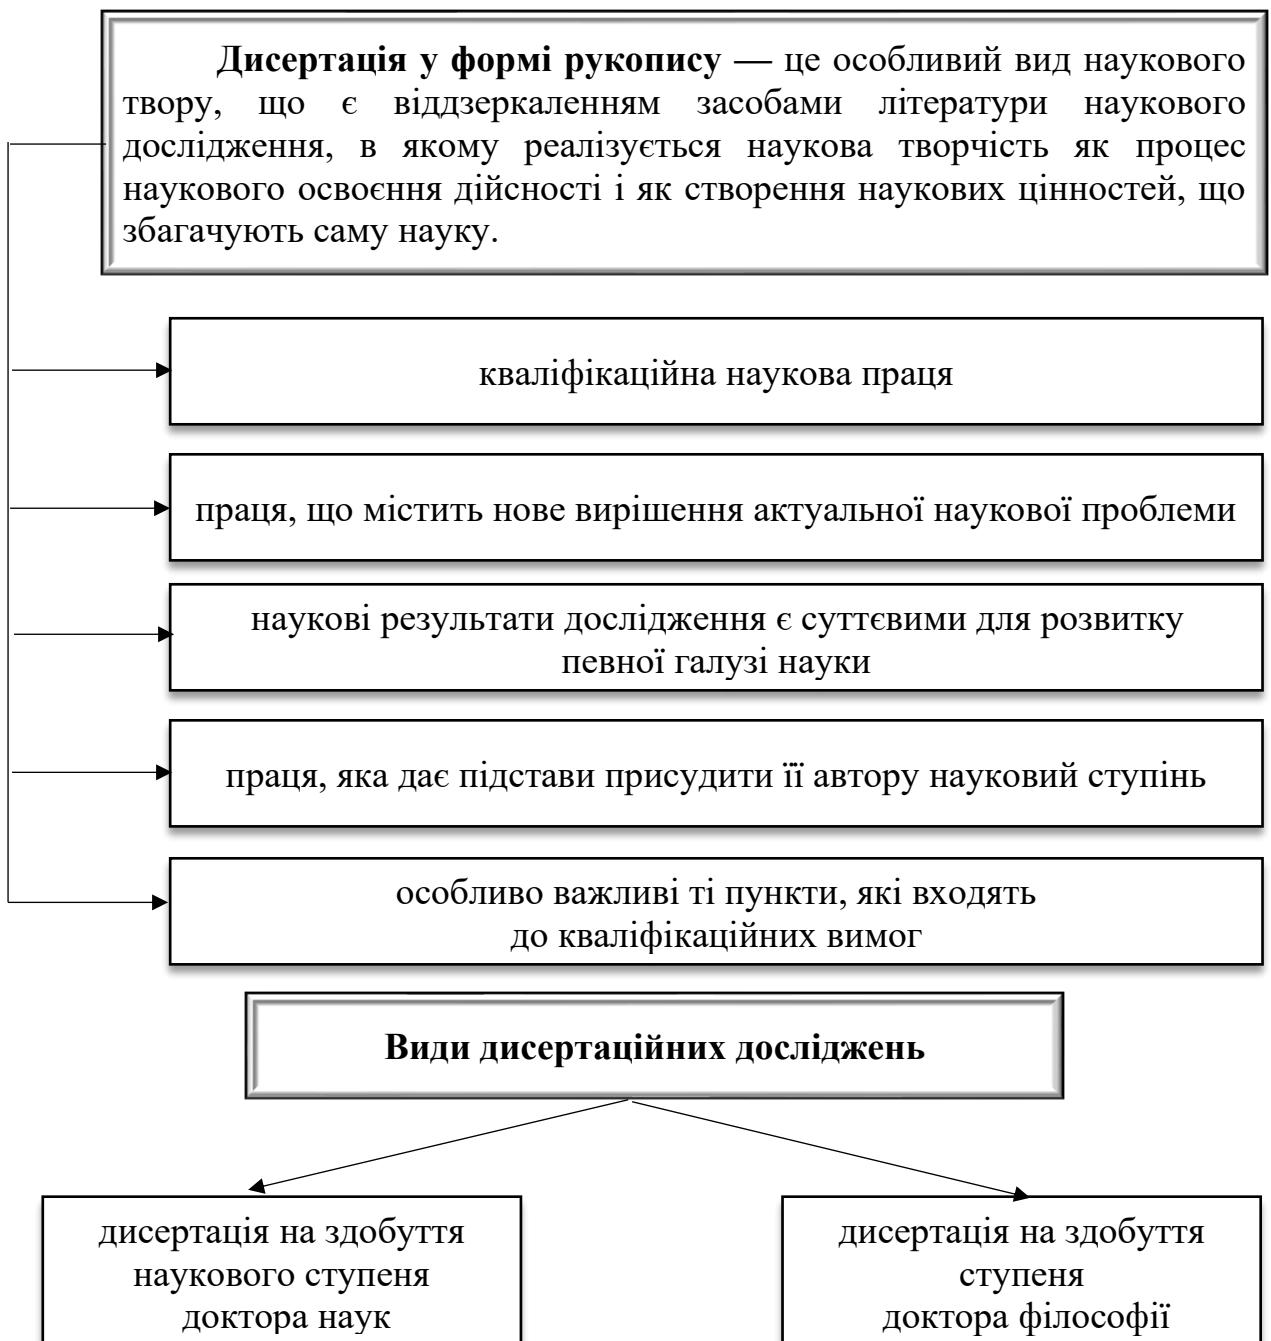 Дисертація у формі рукопису — це особливий вид наукового
твору, що є віддзеркаленням засобами літератури наукового
дослідження, в якому реалізується наукова творчість як процес
наукового освоєння дійсності і як створення наукових цінностей, що
збагачують саму науку.
кваліфікаційна наукова праця
праця, що містить нове вирішення актуальної наукової проблеми
наукові результати дослідження є суттєвими для розвитку
певної галузі науки
праця, яка дає підстави присудити її автору науковий ступінь
особливо важливі ті пункти, які входять
до кваліфікаційних вимог
Види дисертаційних досліджень
дисертація на здобуття
наукового ступеня
доктора наук
дисертація на здобуття
ступеня
доктора філософії